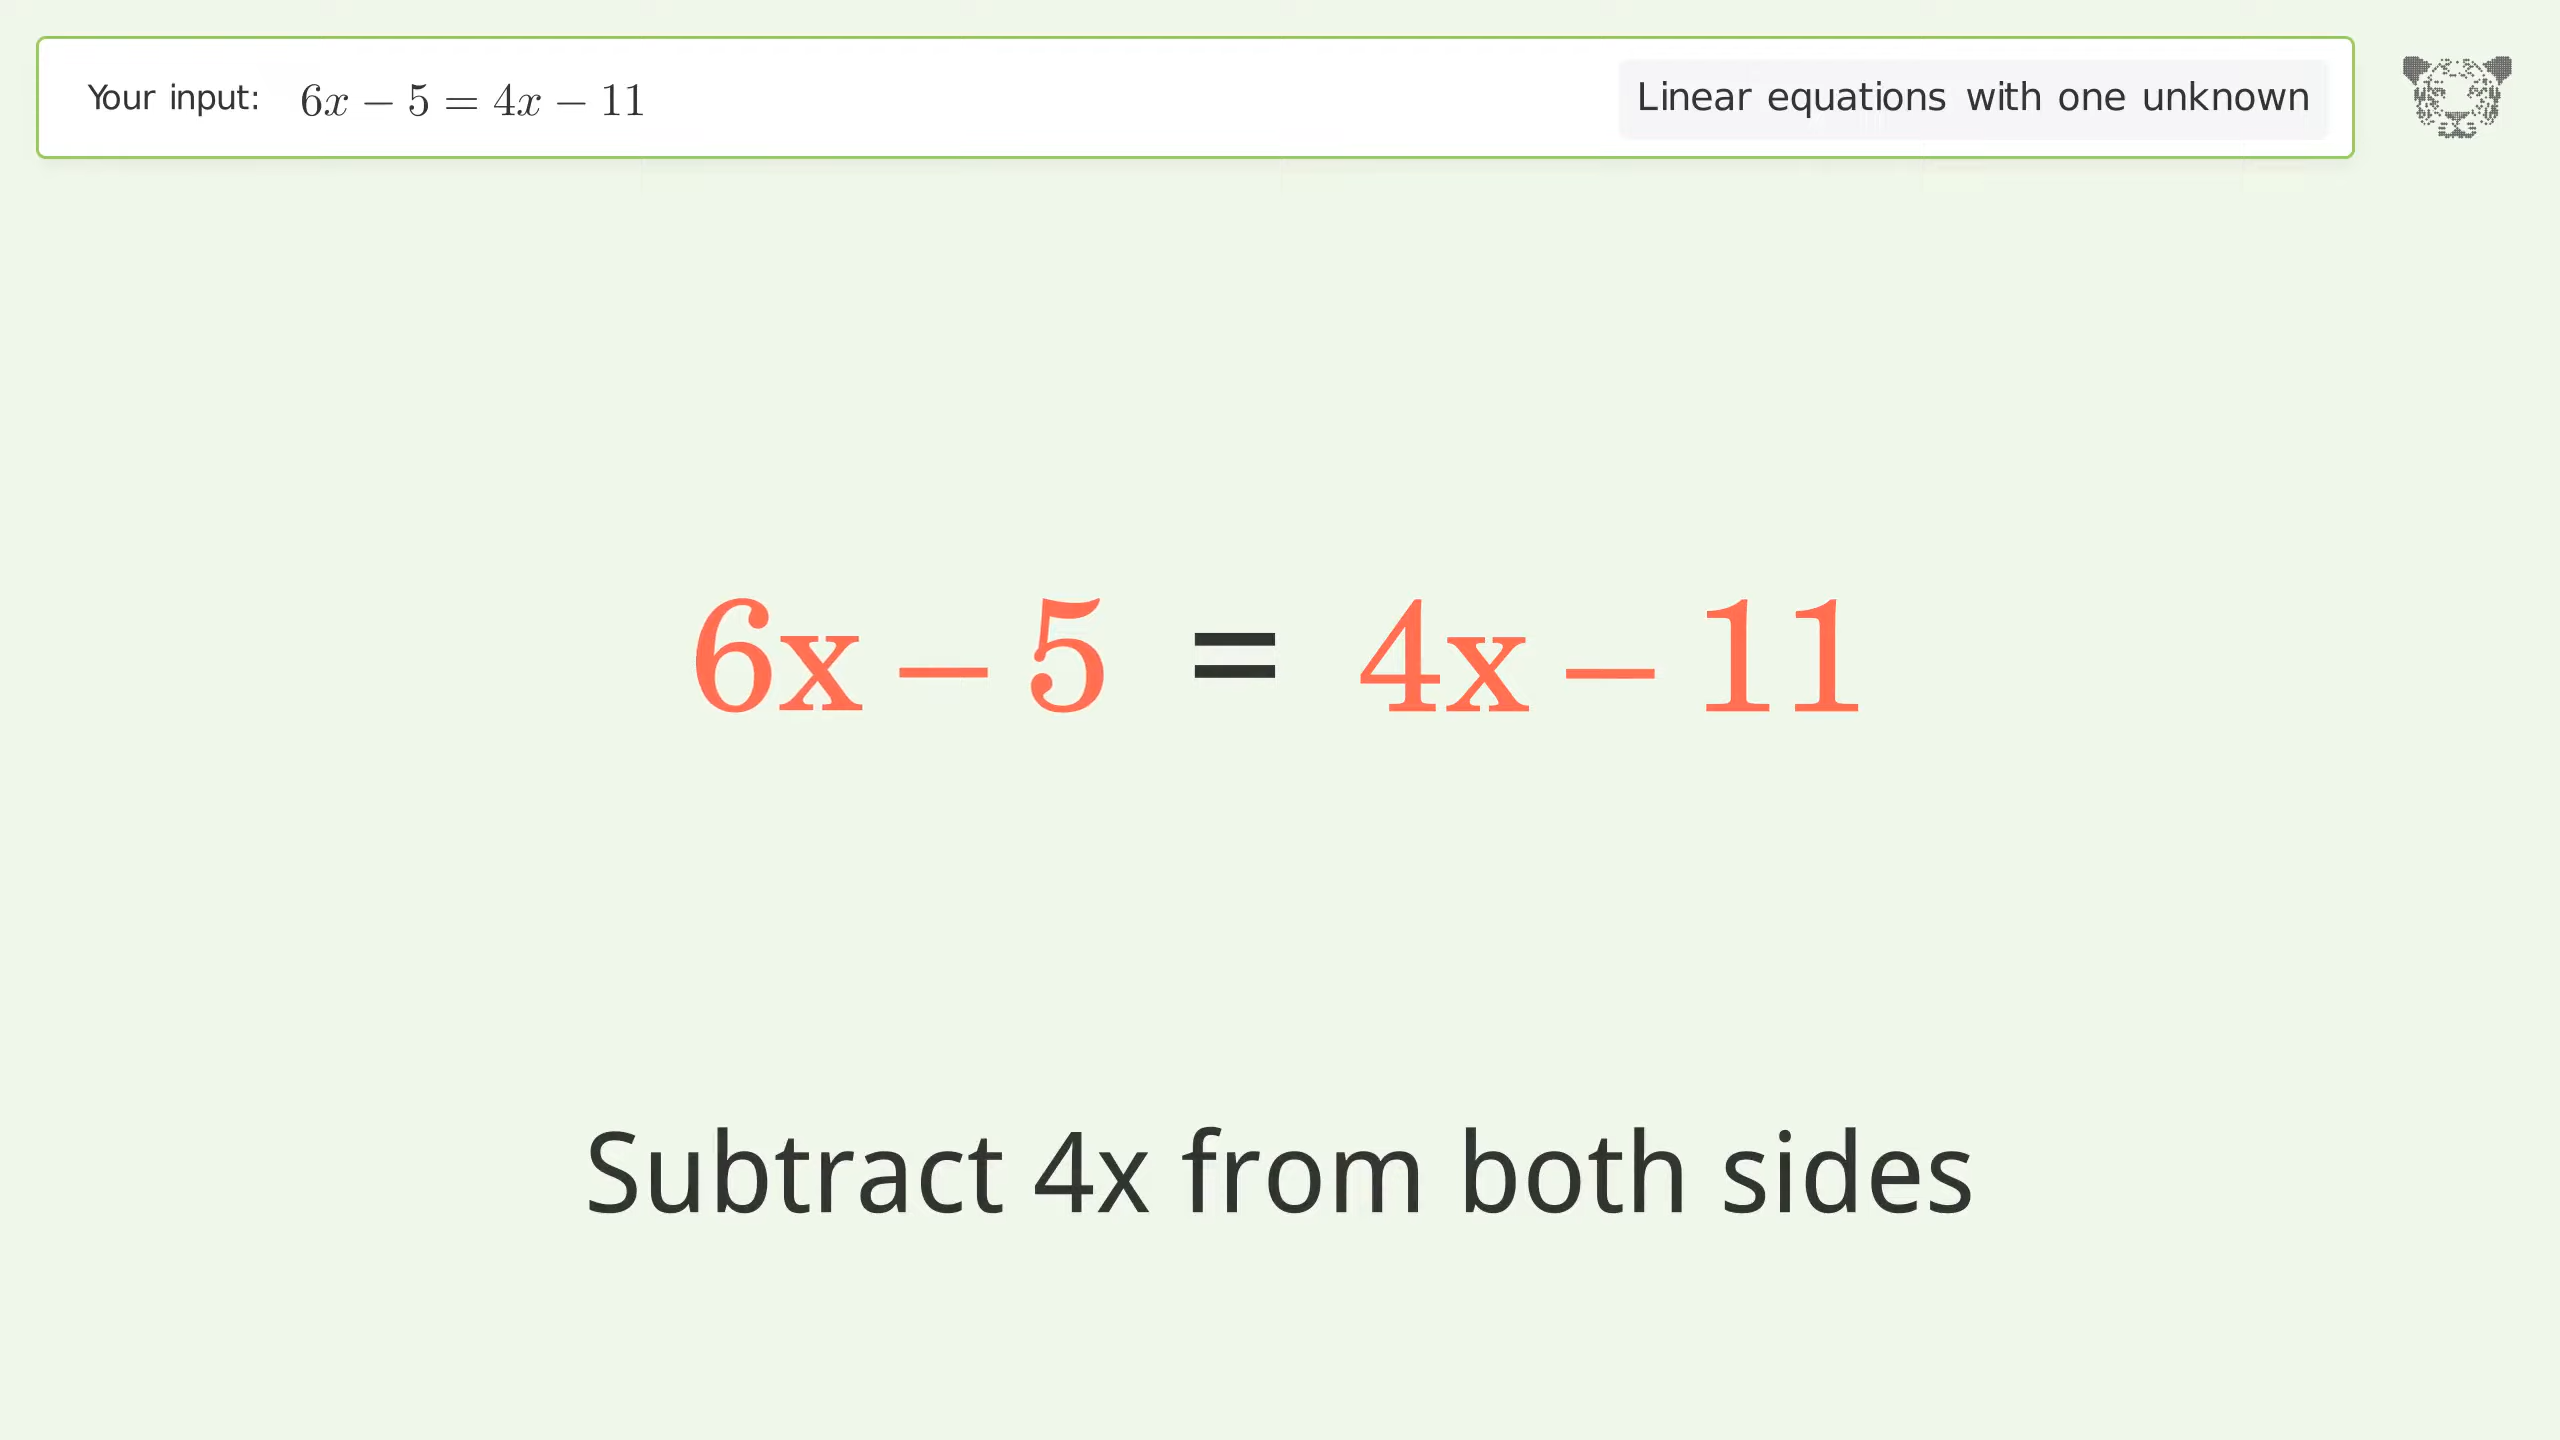 Your input: 6x − 5 = 4x − 11
Linear equations with one unknown
6x − 5 = 4x − 11
Subtract 4x from both sides